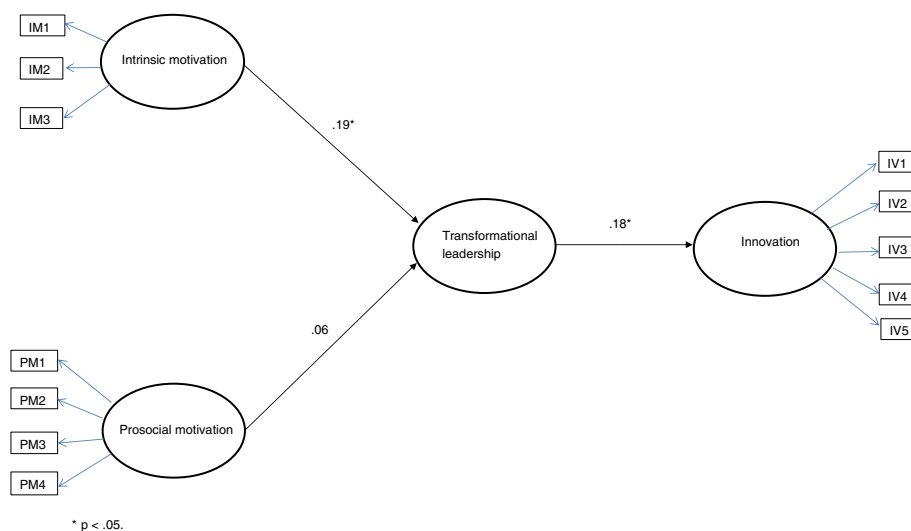 IM1
IM2
IM3
Intrinsic motivation
.19*
Transformational
leadership
.18*
Innovation
IV1
IV2
IV3
IV4
IV5
.06
PM1
PM2
PM3
PM4
Prosocial motivation
* p < .05.